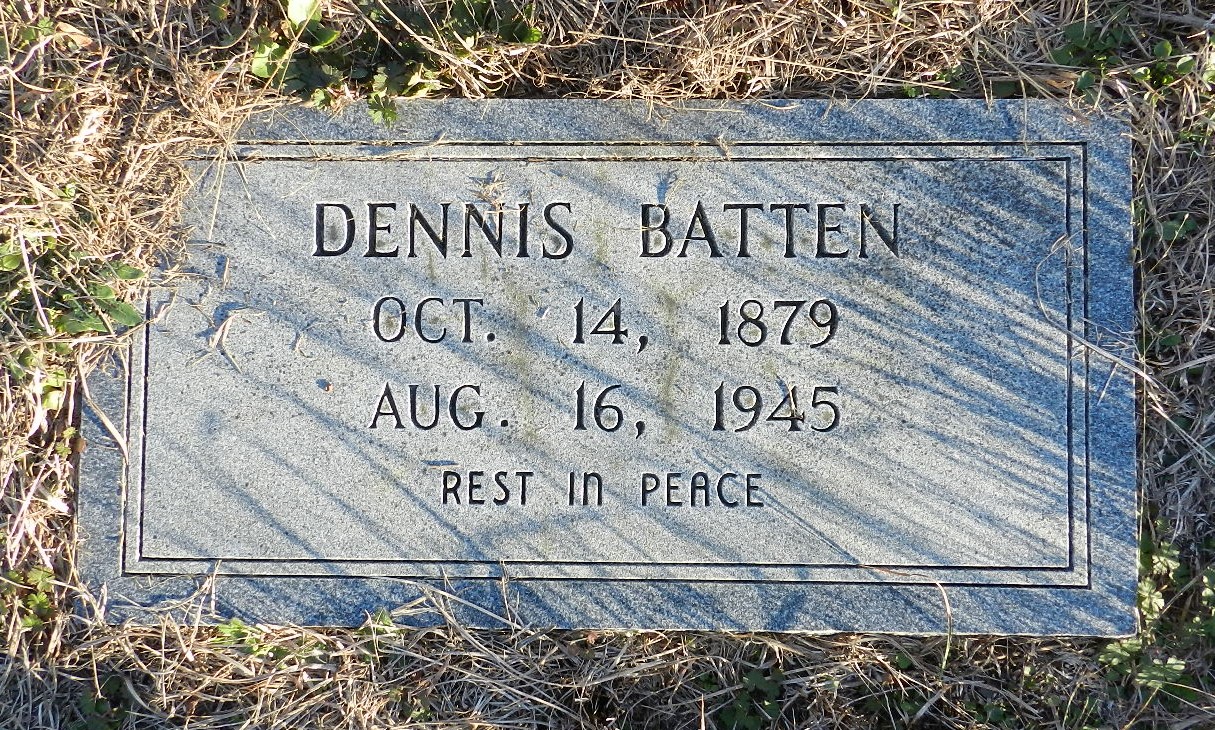 DENNIS BATTEN
OCT. 14, 1879
AUG. 16, 1945
REST IN PEACE